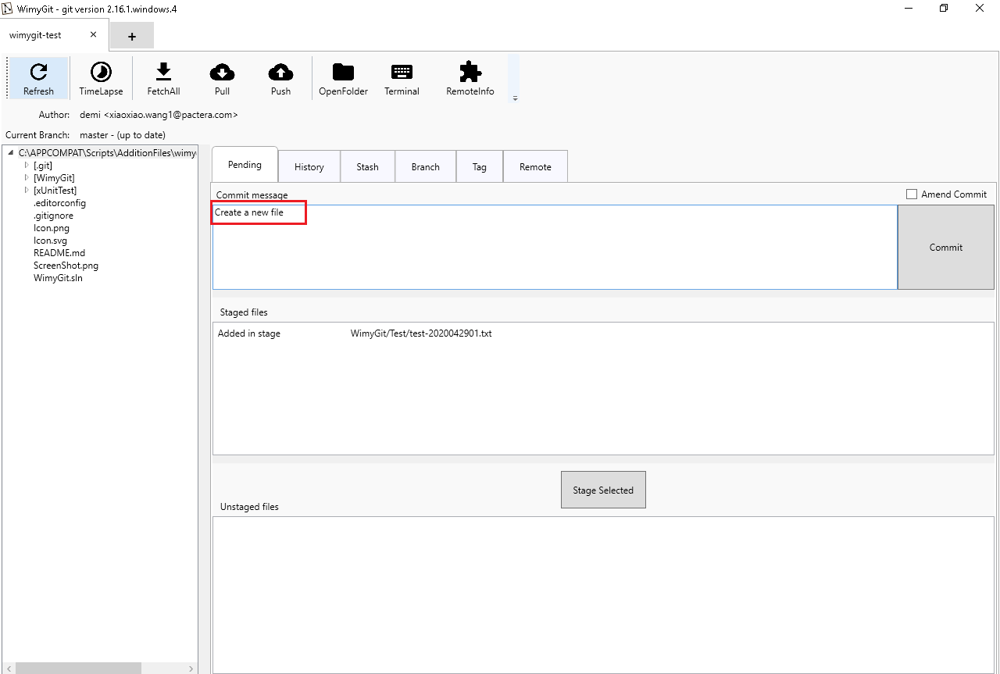 WimyGit - git version 2.16.1.windows.4
wimygit-test
Refresh
TimeLapse
FetchAll
Pull
Push
OpenFolder
Terminal
RemoteInfo
Author: demi <xiaoxiao.wang1@pactera.com>
Current Branch: master - (up to date)
C:\APPCOMPAT\Scripts\AdditionFiles\wimy
[.git]
[WimyGit]
[xUnitTest]
.editorconfig
.gitignore
Icon.png
Icon.svg
README.md
ScreenShot.png
WimyGit.sln
Pending
History
Stash
Branch
Tag
Remote
Commit message
Amend Commit
Create a new file
Commit
Staged files
Added in stage WimyGit/Test/test-2020042901.txt
Stage Selected
Unstaged files